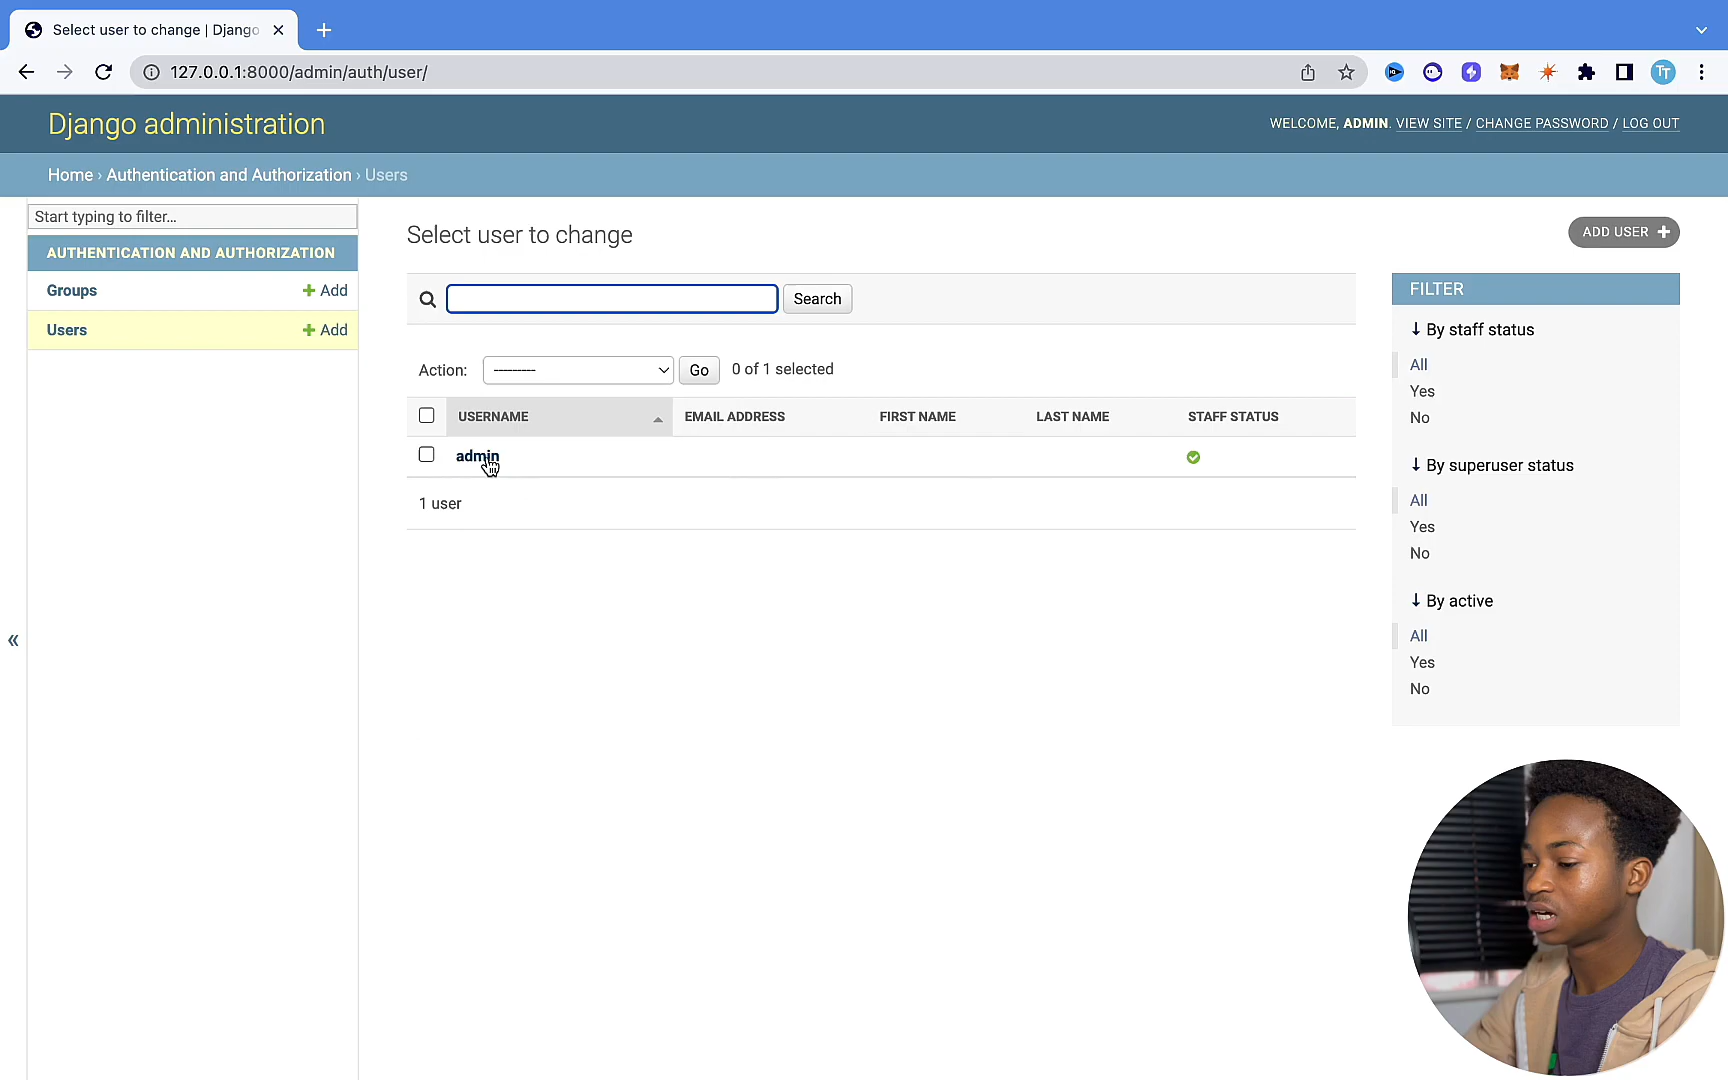 Select user to change | Django
127.0.0.1:8000/admin/auth/user/
TT
Django administration
WELCOME, ADMIN. VIEW SITE / CHANGE PASSWORD / LOG OUT
Home › Authentication and Authorization › Users
Start typing to filter...
AUTHENTICATION AND AUTHORIZATION
Groups + Add
Users + Add
«
Select user to change
ADD USER +
Search
Action: --------- Go 0 of 1 selected
USERNAME EMAIL ADDRESS FIRST NAME LAST NAME STAFF STATUS
admin
1 user
FILTER
↓ By staff status
All
Yes
No
↓ By superuser status
All
Yes
No
↓ By active
All
Yes
No